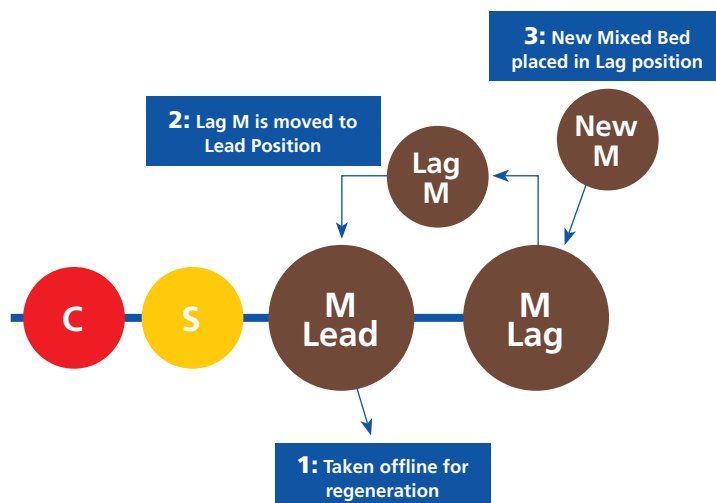 3: New Mixed Bed
placed in Lag position
2: Lag M is moved to
Lead Position
New
M
Lag
M
C
S
M
Lead
M
Lag
1: Taken offline for
regeneration